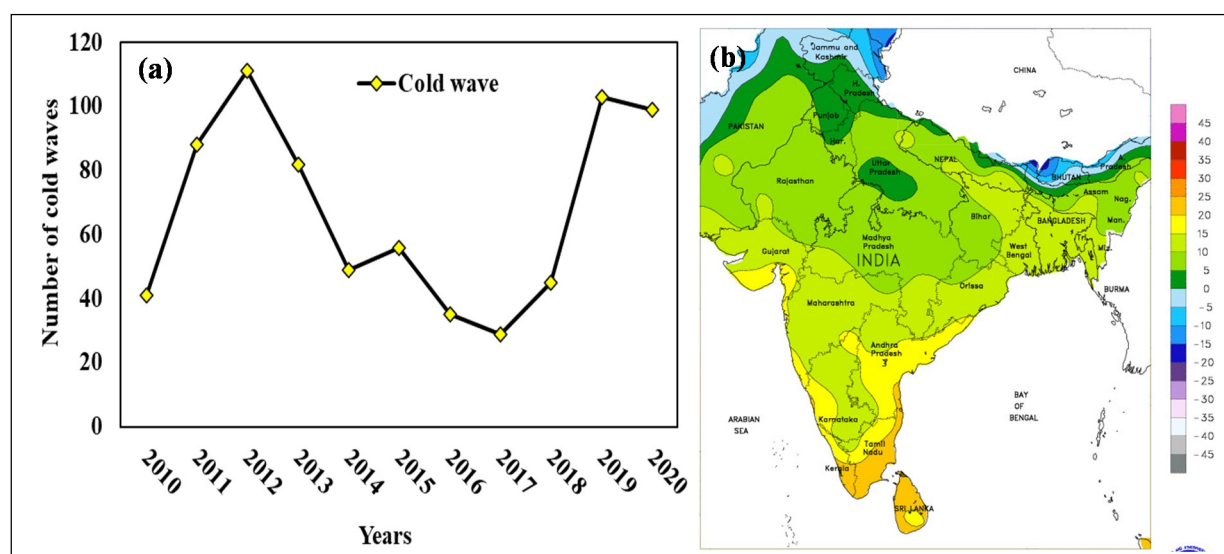 (a)
Cold wave
Number of cold waves
120
100
80
60
40
20
0
2010
2011
2012
2013
2014
2015
2016
2017
2018
2019
2020
Years
(b)
Jammu and
Kashmir
CHINA
H.
Pradesh
Punjab
PAKISTAN
Har.
Uttar
Pradesh
NEPAL
BHUTAN
A.
Pradesh
Rajasthan
Assam
Nag.
Bihar
BANGLADESH
Man.
Madhya
Pradesh
Gujarat
INDIA
West
Bengal
Tri.
Miz.
Orissa
BURMA
Maharashtra
Andhra
Pradesh
3
BAY
OF
BENGAL
ARABIAN
SEA
Karnataka
Tamil
Nadu
Kerala
SRI LANKA
45
40
35
30
25
20
15
10
5
0
-5
-10
-15
-20
-25
-30
-35
-40
-45